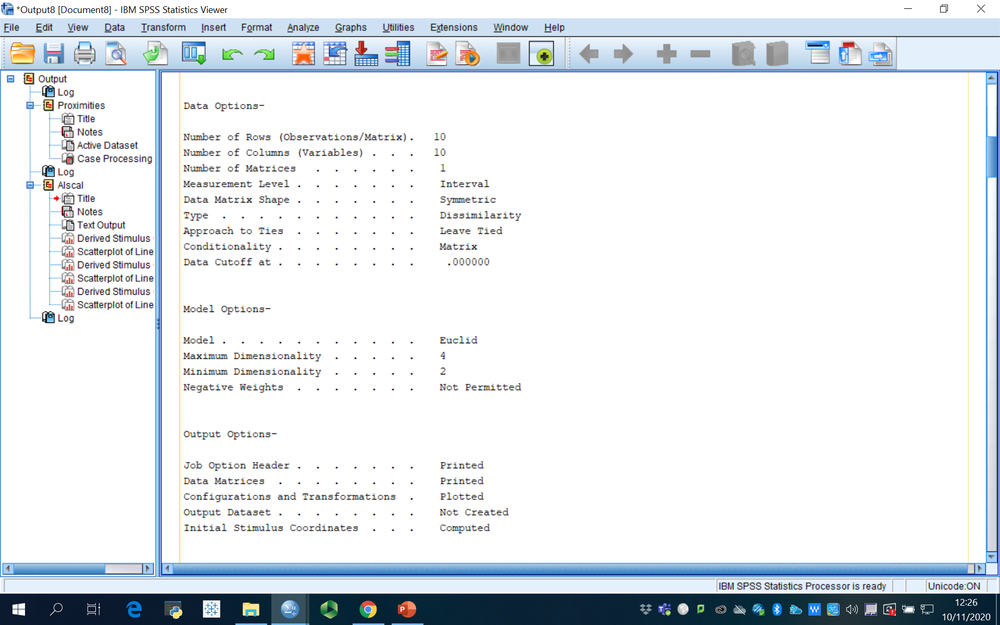 *Output8 [Document8] - IBM SPSS Statistics Viewer
File Edit View Data Transform Insert Format Analyze Graphs Utilities Extensions Window Help
Output
Log
Proximities
Title
Notes
Active Dataset
Case Processing
Log
Alscal
Title
Notes
Text Output
Derived Stimulus
Scatterplot of Line
Derived Stimulus
Scatterplot of Line
Derived Stimulus
Scatterplot of Line
Log
Data Options-
Number of Rows (Observations/Matrix). 10
Number of Columns (Variables) . . . 10
Number of Matrices . . . . . . 1
Measurement Level . . . . . . . Interval
Data Matrix Shape . . . . . . . Symmetric
Type . . . . . . . . . . . Dissimilarity
Approach to Ties . . . . . . . Leave Tied
Conditionality . . . . . . . . Matrix
Data Cutoff at . . . . . . . . .000000
Model Options-
Model . . . . . . . . . . . Euclid
Maximum Dimensionality . . . . . 4
Minimum Dimensionality . . . . . 2
Negative Weights . . . . . . . Not Permitted
Output Options-
Job Option Header . . . . . . . Printed
Data Matrices . . . . . . . . Printed
Configurations and Transformations . Plotted
Output Dataset . . . . . . . . Not Created
Initial Stimulus Coordinates . . . Computed
IBM SPSS Statistics Processor is ready
Unicode:ON
12:26
10/11/2020